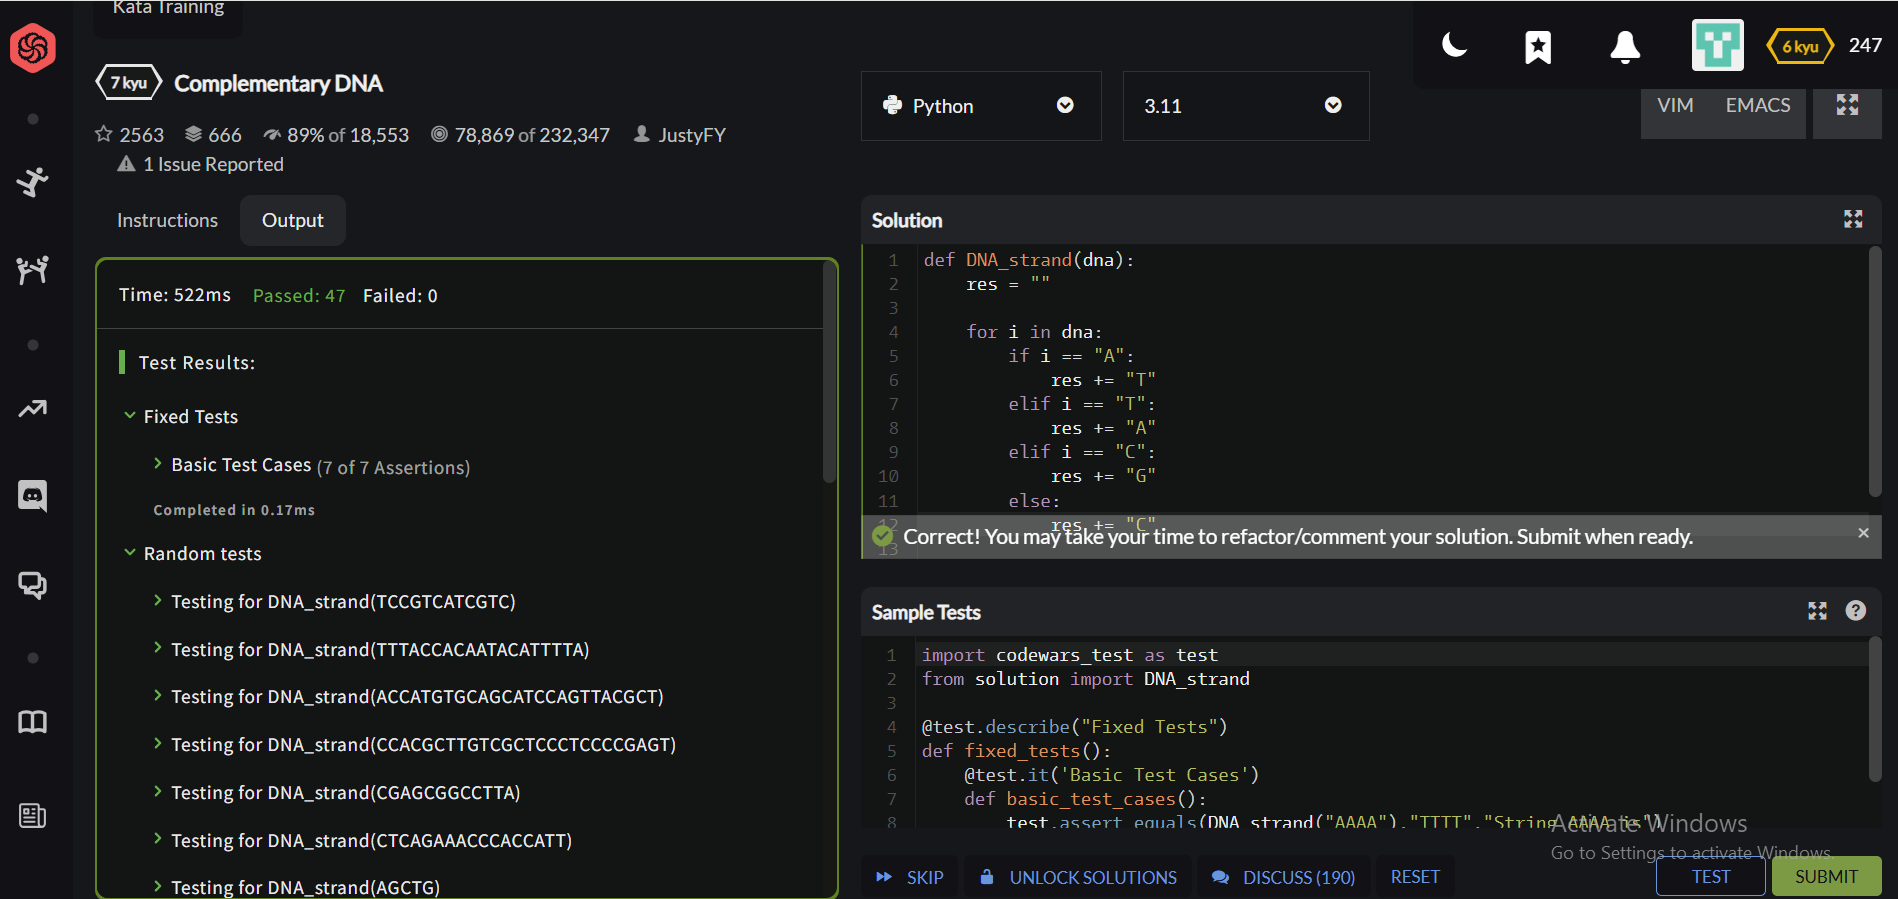 Kata Training
6 kyu 247
7 kyu Complementary DNA
Python
3.11
VIM EMACS
2563 666 89% of 18,553 78,869 of 232,347 JustyFY
1 Issue Reported
Instructions Output
Time: 522ms Passed: 47 Failed: 0
Test Results:
Fixed Tests
Basic Test Cases (7 of 7 Assertions)
Completed in 0.17ms
Random tests
Testing for DNA_strand(TCCGTCATCGTC)
Testing for DNA_strand(TTTACCACAATACATTTTA)
Testing for DNA_strand(ACCATGTGCAGCATCCAGTTACGCT)
Testing for DNA_strand(CCACGCTTGTCGCTCCCTCCCCGAGT)
Testing for DNA_strand(CGAGCGGCCTTA)
Testing for DNA_strand(CTCAGAAACCCACCATT)
Testing for DNA_strand(AGCTG)
Solution
1 def DNA_strand(dna):
2     res = ""
3
4     for i in dna:
5         if i == "A":
6             res += "T"
7         elif i == "T":
8             res += "A"
9         elif i == "C":
10             res += "G"
11         else:
12             res += "C"
13
Correct! You may take your time to refactor/comment your solution. Submit when ready. ×
Sample Tests ?
1 import codewars_test as test
2 from solution import DNA_strand
3
4 @test.describe("Fixed Tests")
5 def fixed_tests():
6     @test.it('Basic Test Cases')
7     def basic_test_cases():
8         test.assert_equals(DNA_strand("AAAA"),"TTTT","String AAAA is")
Activate Windows
Go to Settings to activate Windows.
SKIP UNLOCK SOLUTIONS DISCUSS (190) RESET TEST SUBMIT